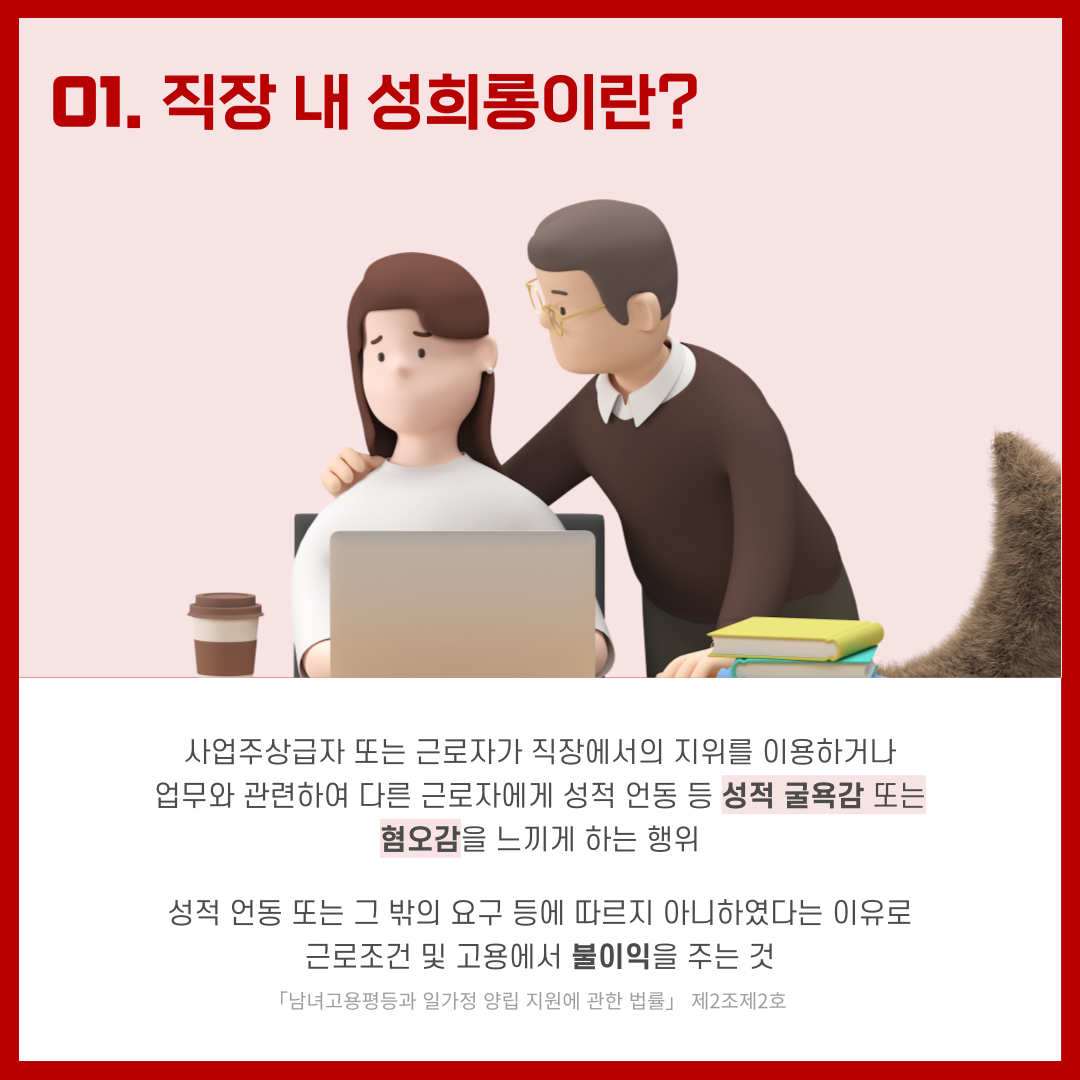 01. 직장 내 성희롱이란?
사업주상급자 또는 근로자가 직장에서의 지위를 이용하거나
업무와 관련하여 다른 근로자에게 성적 언동 등 성적 굴욕감 또는
혐오감을 느끼게 하는 행위
성적 언동 또는 그 밖의 요구 등에 따르지 아니하였다는 이유로
근로조건 및 고용에서 불이익을 주는 것
「남녀고용평등과 일가정 양립 지원에 관한 법률」 제2조제2호